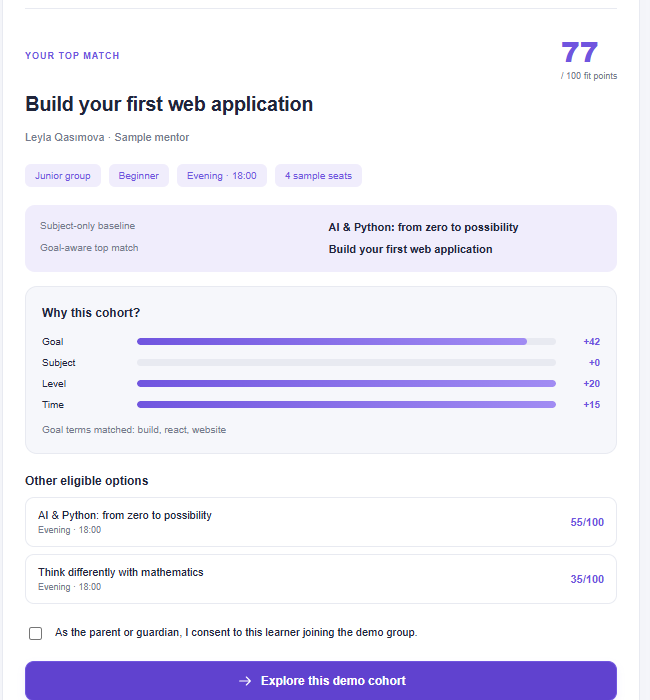 YOUR TOP MATCH
77
/ 100 fit points
Build your first web application
Leyla Qasımova · Sample mentor
Junior group
Beginner
Evening · 18:00
4 sample seats
Subject-only baseline
AI & Python: from zero to possibility
Goal-aware top match
Build your first web application
Why this cohort?
Goal
+42
Subject
+0
Level
+20
Time
+15
Goal terms matched: build, react, website
Other eligible options
AI & Python: from zero to possibility
Evening · 18:00
55/100
Think differently with mathematics
Evening · 18:00
35/100
As the parent or guardian, I consent to this learner joining the demo group.
→ Explore this demo cohort